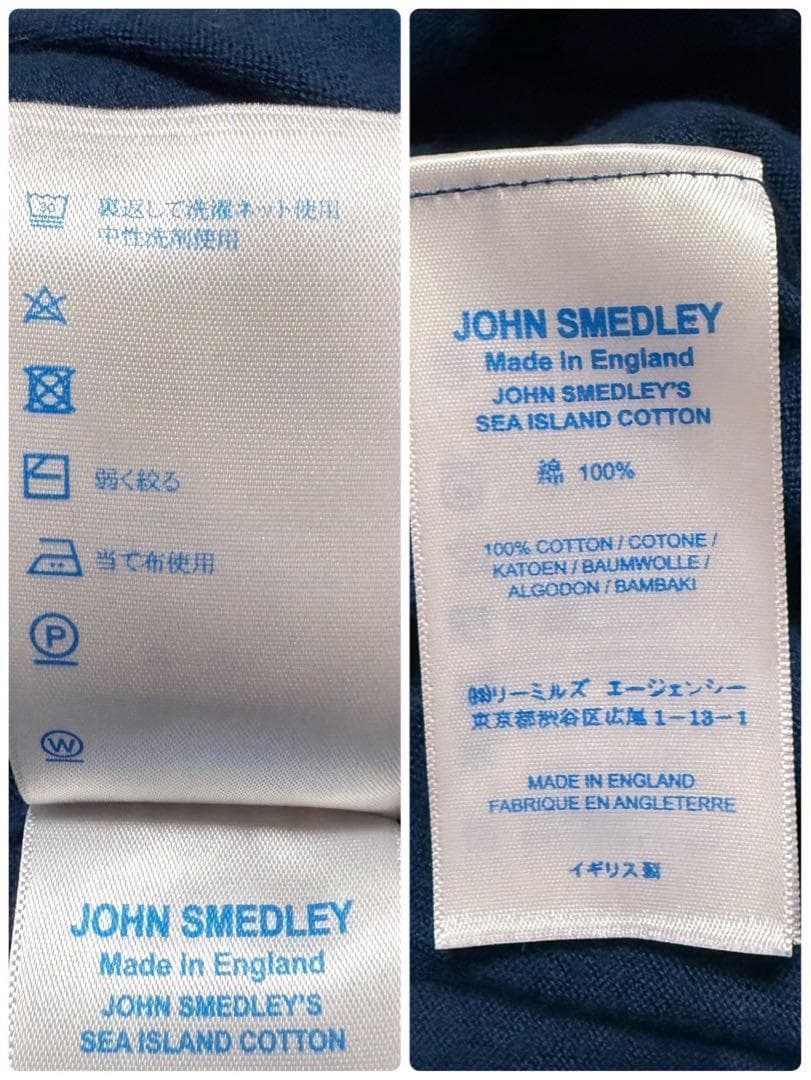 30
裏返して洗濯ネット使用
中性洗剤使用
弱く絞る
当て布使用
P
W
JOHN SMEDLEY
Made in England
JOHN SMEDLEY'S
SEA ISLAND COTTON
JOHN SMEDLEY
Made in England
JOHN SMEDLEY'S
SEA ISLAND COTTON
綿 100%
100% COTTON / COTONE /
KATOEN / BAUMWOLLE /
ALGODON / BAMBAKI
㈱リーミルズ エージェンシー
東京都渋谷区広尾1-13-1
MADE IN ENGLAND
FABRIQUE EN ANGLETERRE
イギリス製